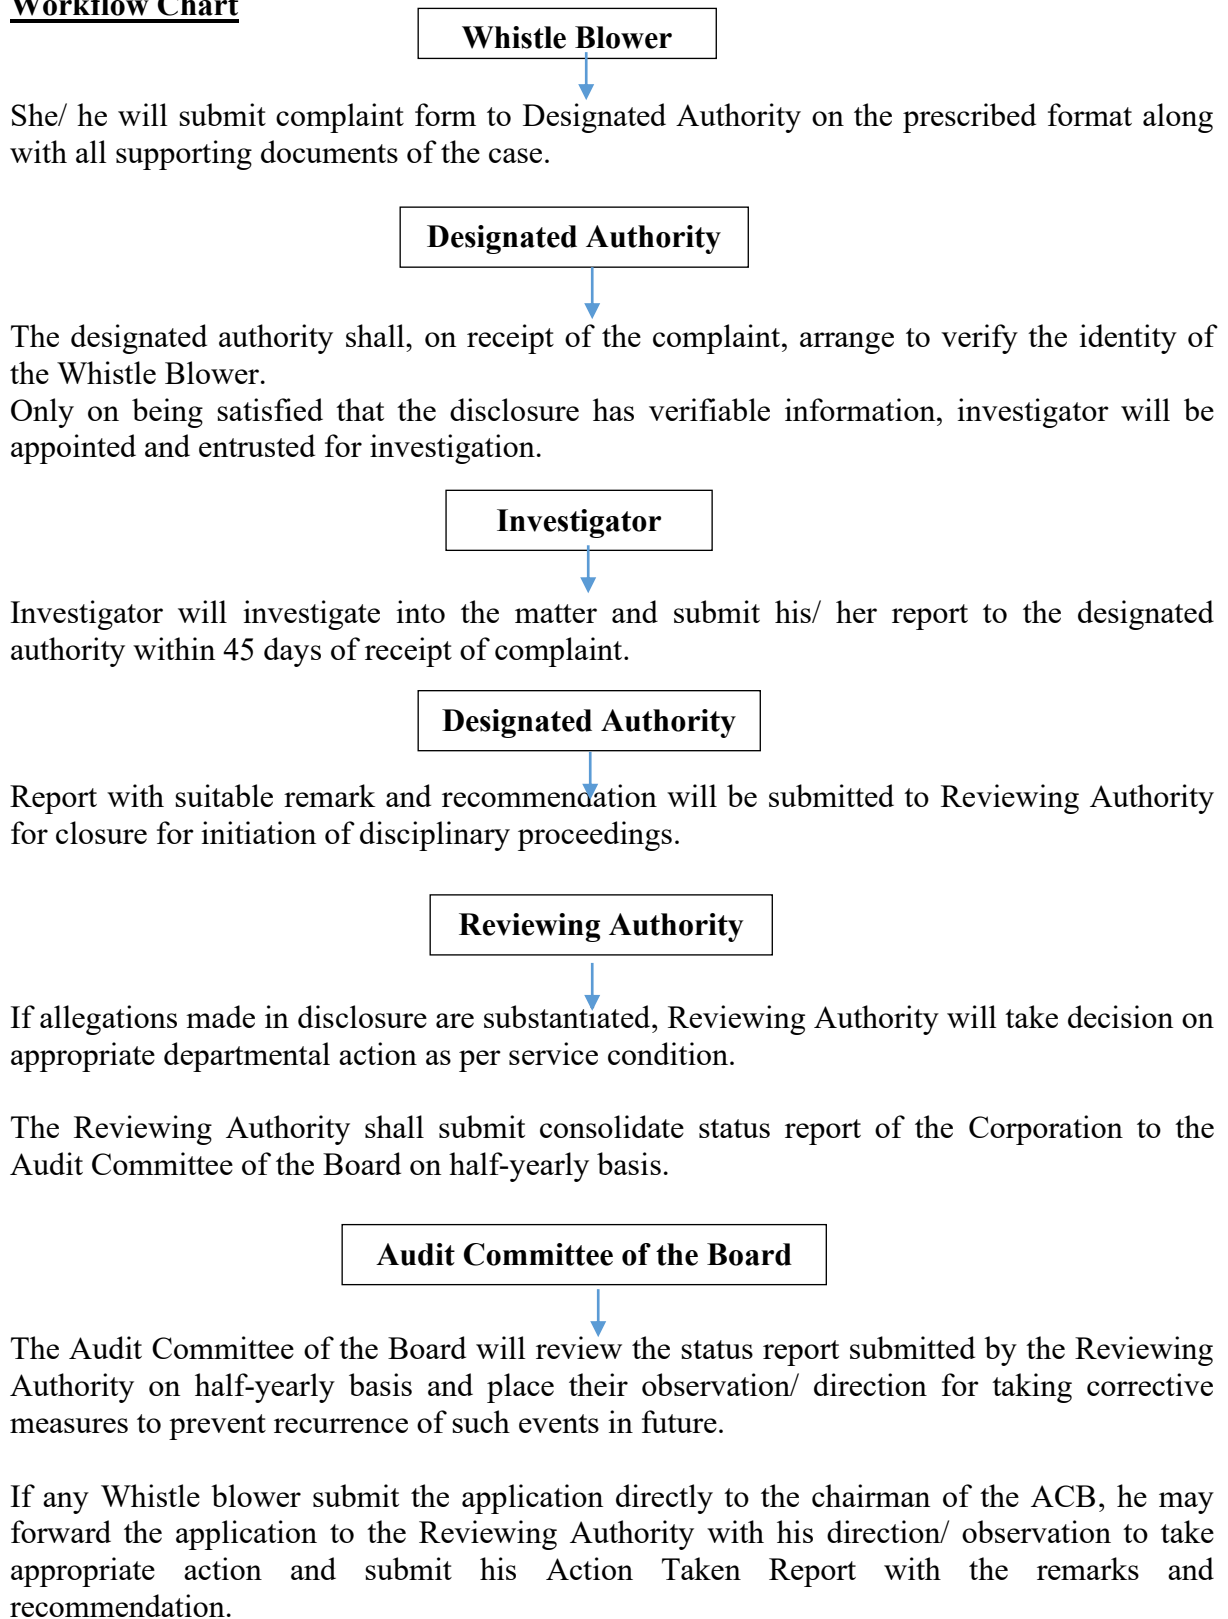 Workflow Chart
Whistle Blower
She/ he will submit complaint form to Designated Authority on the prescribed format along
with all supporting documents of the case.
Designated Authority
The designated authority shall, on receipt of the complaint, arrange to verify the identity of
the Whistle Blower.
Only on being satisfied that the disclosure has verifiable information, investigator will be
appointed and entrusted for investigation.
Investigator
Investigator will investigate into the matter and submit his/ her report to the designated
authority within 45 days of receipt of complaint.
Designated Authority
Report with suitable remark and recommendation will be submitted to Reviewing Authority
for closure for initiation of disciplinary proceedings.
Reviewing Authority
If allegations made in disclosure are substantiated, Reviewing Authority will take decision on
appropriate departmental action as per service condition.
The Reviewing Authority shall submit consolidate status report of the Corporation to the
Audit Committee of the Board on half-yearly basis.
Audit Committee of the Board
The Audit Committee of the Board will review the status report submitted by the Reviewing
Authority on half-yearly basis and place their observation/ direction for taking corrective
measures to prevent recurrence of such events in future.
If any Whistle blower submit the application directly to the chairman of the ACB, he may
forward the application to the Reviewing Authority with his direction/ observation to take
appropriate action and submit his Action Taken Report with the remarks and
recommendation.